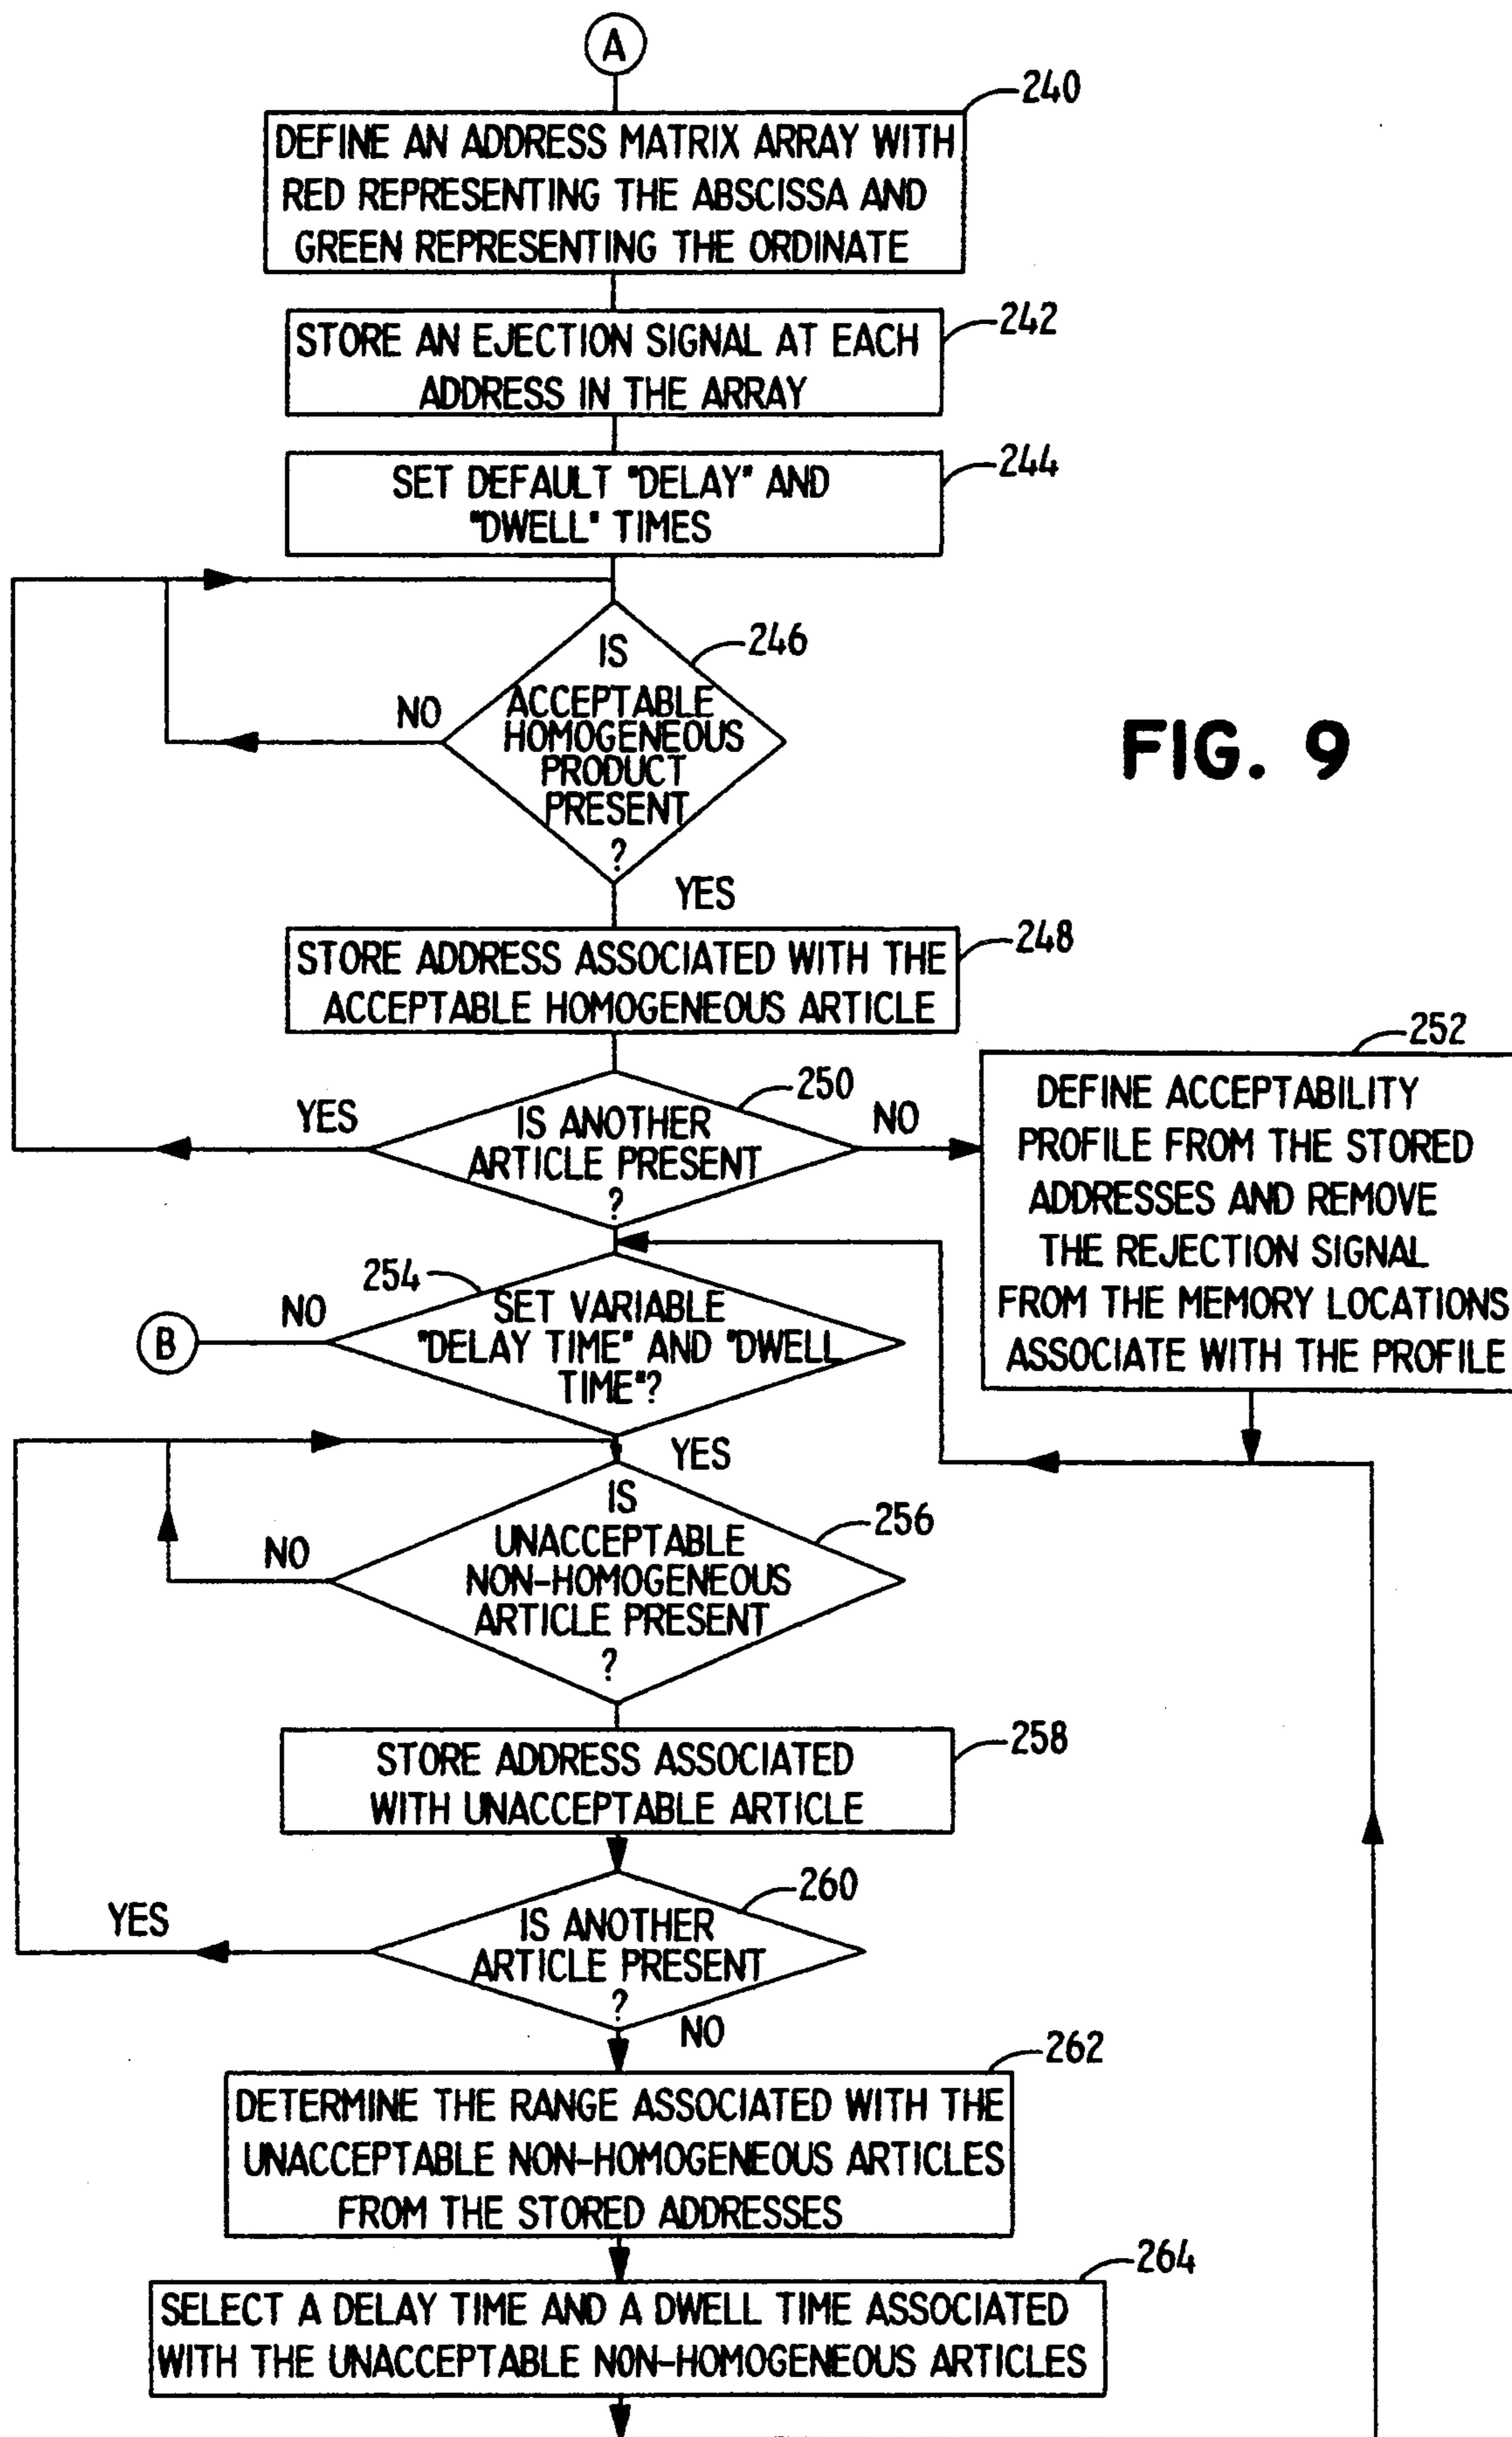 A
240
DEFINE AN ADDRESS MATRIX ARRAY WITH
RED REPRESENTING THE ABSCISSA AND
GREEN REPRESENTING THE ORDINATE
242
STORE AN EJECTION SIGNAL AT EACH
ADDRESS IN THE ARRAY
244
SET DEFAULT "DELAY" AND
"DWELL" TIMES
246
IS
ACCEPTABLE
HOMOGENEOUS
PRODUCT
PRESENT
?
NO
YES
FIG. 9
248
STORE ADDRESS ASSOCIATED WITH THE
ACCEPTABLE HOMOGENEOUS ARTICLE
250
IS ANOTHER
ARTICLE PRESENT
?
YES
NO
252
DEFINE ACCEPTABILITY
PROFILE FROM THE STORED
ADDRESSES AND REMOVE
THE REJECTION SIGNAL
FROM THE MEMORY LOCATIONS
ASSOCIATE WITH THE PROFILE
254
SET VARIABLE
"DELAY TIME" AND "DWELL
TIME"?
NO
B
YES
256
IS
UNACCEPTABLE
NON-HOMOGENEOUS
ARTICLE PRESENT
?
NO
258
STORE ADDRESS ASSOCIATED
WITH UNACCEPTABLE ARTICLE
260
IS ANOTHER
ARTICLE PRESENT
?
YES
NO
262
DETERMINE THE RANGE ASSOCIATED WITH THE
UNACCEPTABLE NON-HOMOGENEOUS ARTICLES
FROM THE STORED ADDRESSES
264
SELECT A DELAY TIME AND A DWELL TIME ASSOCIATED
WITH THE UNACCEPTABLE NON-HOMOGENEOUS ARTICLES